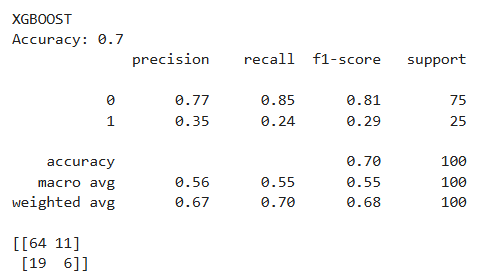 XGBOOST
Accuracy: 0.7
precision recall f1-score support
0 0.77 0.85 0.81 75
1 0.35 0.24 0.29 25
accuracy 0.70 100
macro avg 0.56 0.55 0.55 100
weighted avg 0.67 0.70 0.68 100
[[64 11]
[19 6]]